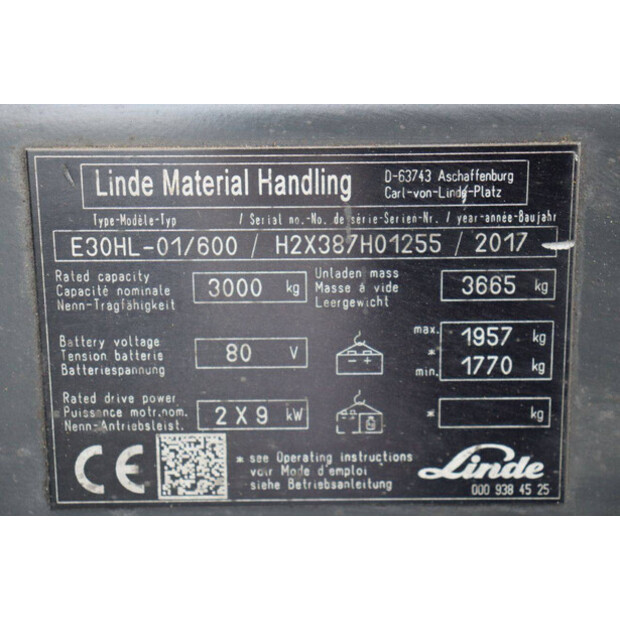 Linde Material Handling
D-63743 Aschaffenburg
Carl-von-Linde-Platz
Type-Modèle-Typ / Serial no.-No. de série-Serien-Nr. / year-année-Baujahr
E30HL-01/600 / H2X387H01255 / 2017
Rated capacity
Capacité nominale
Nenn-Tragfähigkeit
3000 kg
Unladen mass
Masse à vide
Leergewicht
3665 kg
Battery voltage
Tension batterie
Batteriespannung
80 V
- +
max. 1957 kg
*
min. 1770 kg
Rated drive power
Puissance motr.nom.
Nenn-Antriebsleist.
2 X 9 kW
* kg
CE
* see Operating instructions
voir Mode d'emploi
siehe Betriebsanleitung
Linde
000 938 45 25